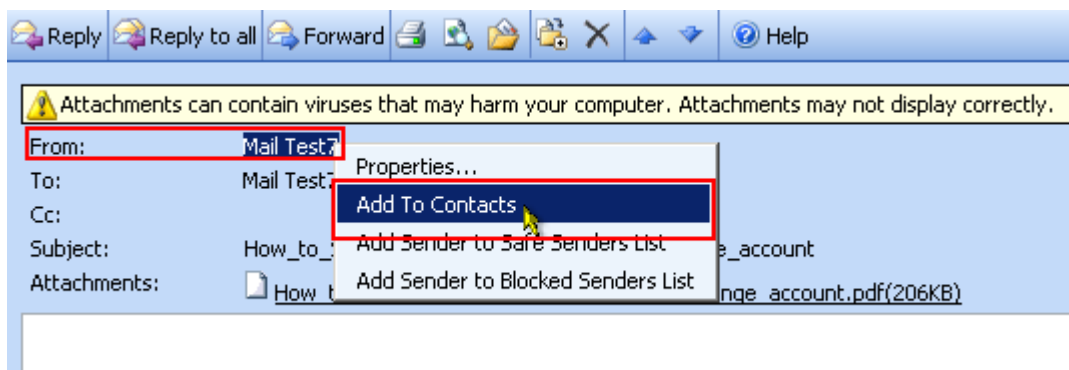 Reply Reply to all Forward Help
Attachments can contain viruses that may harm your computer. Attachments may not display correctly.
From: Mail Test7
Properties...
To: Mail Test7
Add To Contacts
Cc:
Add Sender to Safe Senders List
Subject: How_to_ e_account
Add Sender to Blocked Senders List
Attachments: How_t nge_account.pdf(206KB)